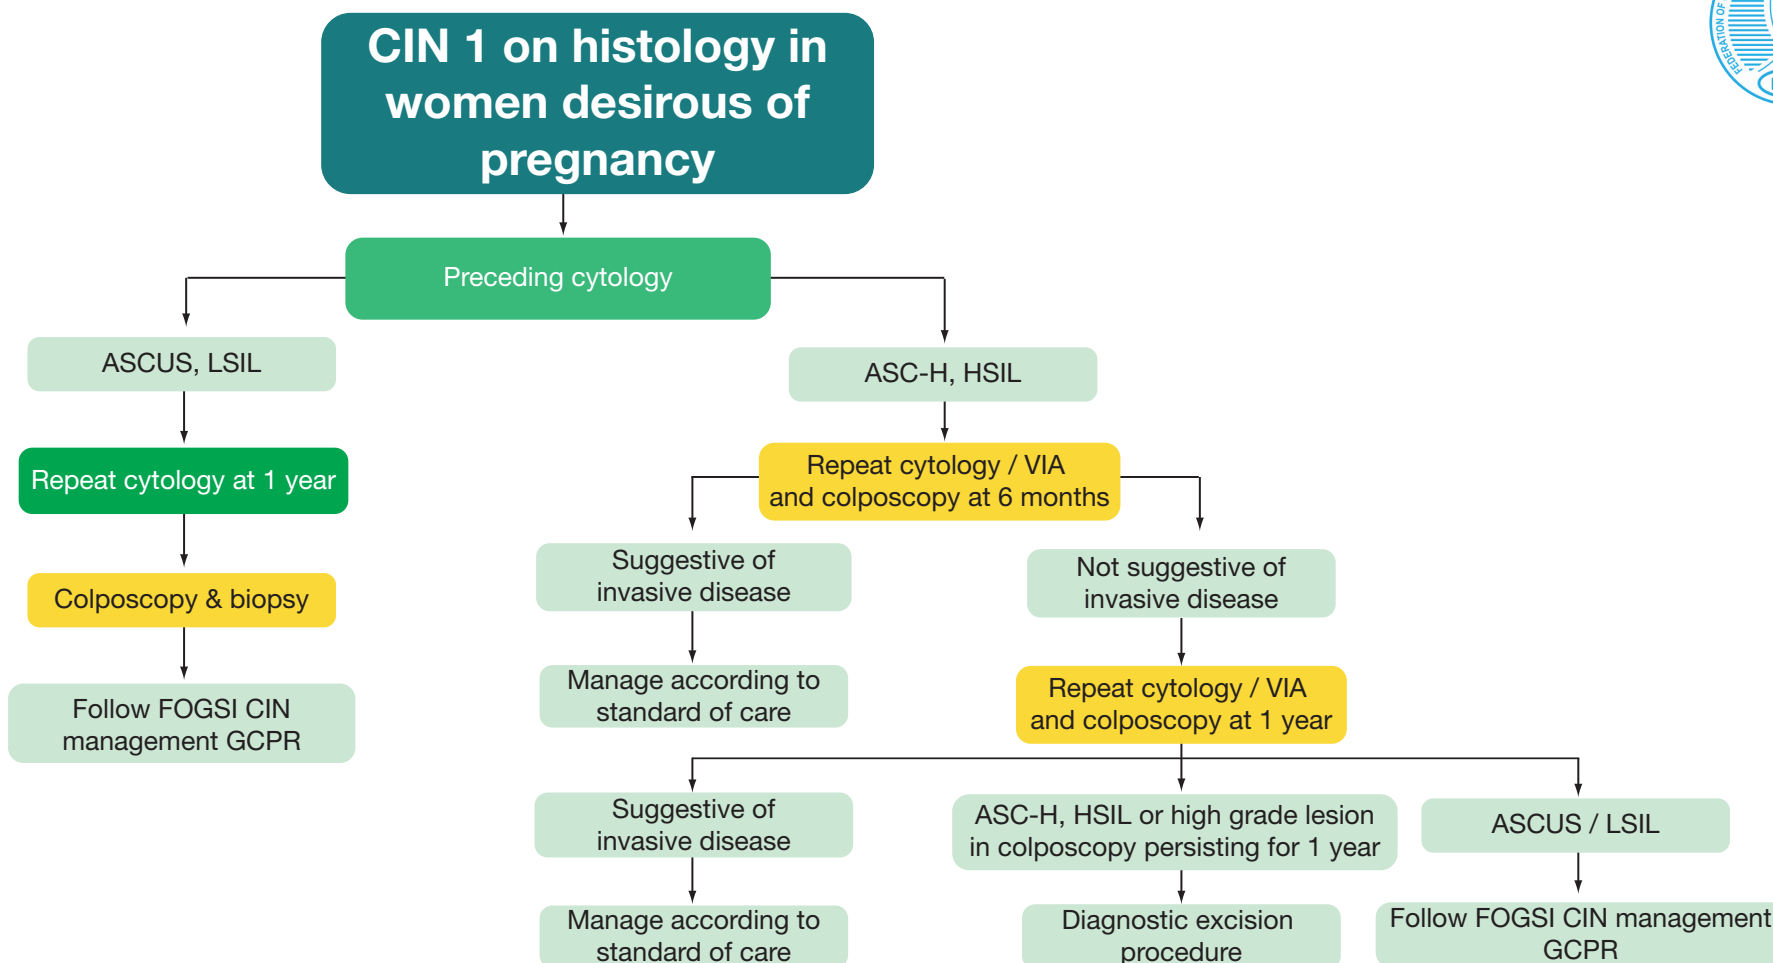 FEDERATION OF
CIN 1 on histology in
women desirous of
pregnancy
Preceding cytology
ASCUS, LSIL
ASC-H, HSIL
Repeat cytology at 1 year
Repeat cytology / VIA
and colposcopy at 6 months
Colposcopy & biopsy
Suggestive of
invasive disease
Not suggestive of
invasive disease
Follow FOGSI CIN
management GCPR
Manage according to
standard of care
Repeat cytology / VIA
and colposcopy at 1 year
Suggestive of
invasive disease
ASC-H, HSIL or high grade lesion
in colposcopy persisting for 1 year
ASCUS / LSIL
Manage according to
standard of care
Diagnostic excision
procedure
Follow FOGSI CIN management
GCPR